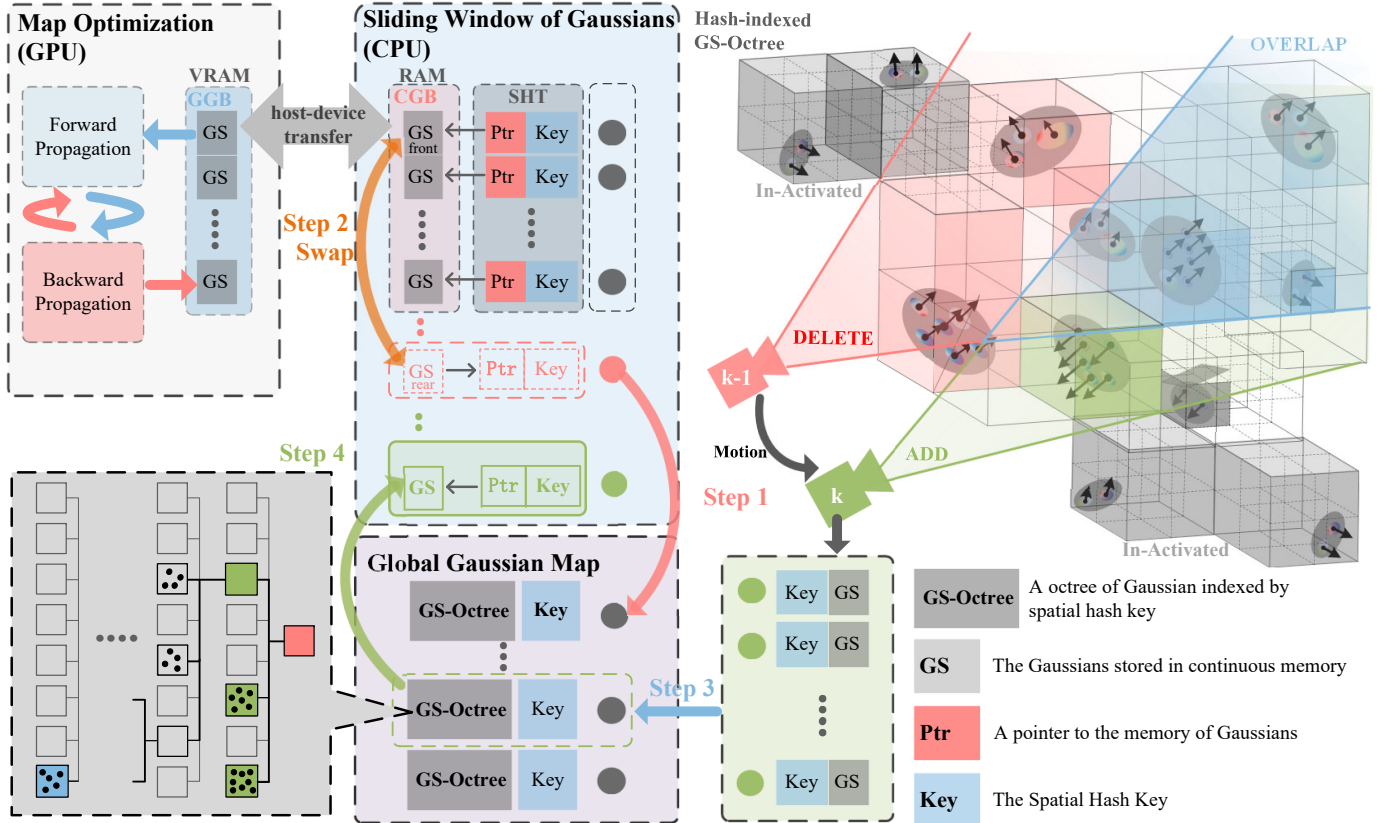 Map Optimization
(GPU)
VRAM
GGB
Forward
Propagation
GS
GS
Backward
Propagation
GS
host-device
transfer
Sliding Window of Gaussians
(CPU)
RAM
CGB
SHT
GS
front
Ptr
Key
GS
Ptr
Key
GS
Ptr
Key
Step 2
Swap
GS
rear
Ptr
Key
GS
Ptr
Key
Step 4
Global Gaussian Map
GS-Octree
Key
GS-Octree
Key
GS-Octree
Key
Step 3
Hash-indexed
GS-Octree
OVERLAP
In-Activated
DELETE
k-1
Motion
ADD
Step 1
k
In-Activated
Key
GS
Key
GS
Key
GS
GS-Octree
A octree of Gaussian indexed by
spatial hash key
GS
The Gaussians stored in continuous memory
Ptr
A pointer to the memory of Gaussians
Key
The Spatial Hash Key